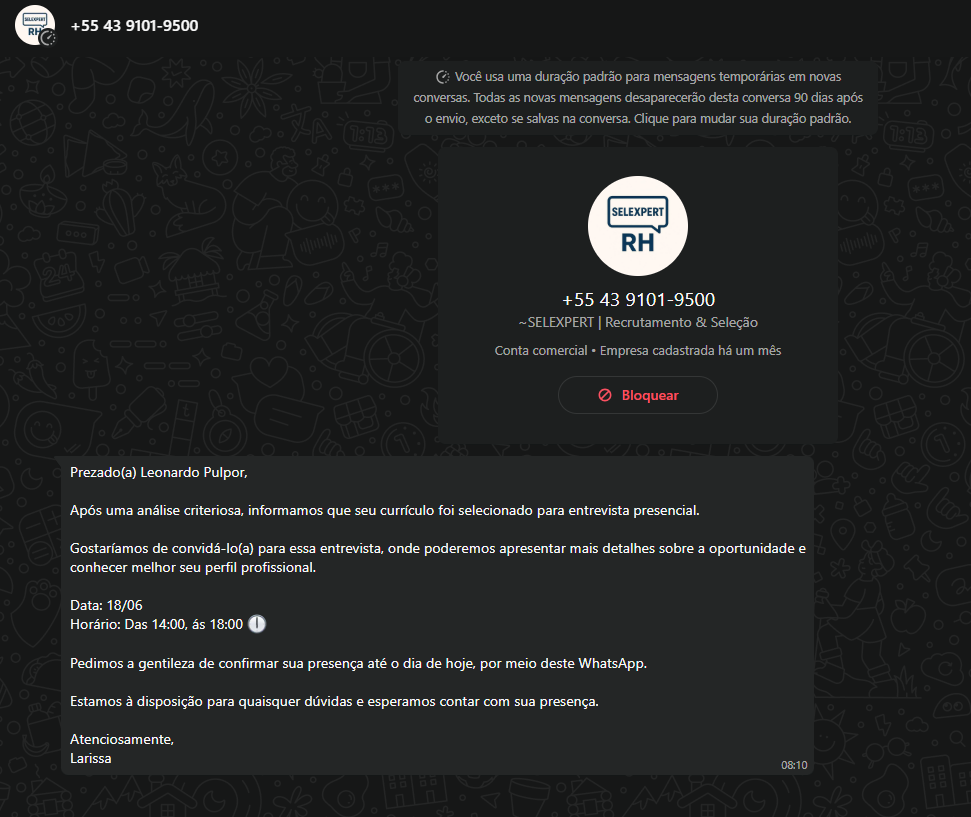 SELEXPERT
RH
+55 43 9101-9500
Você usa uma duração padrão para mensagens temporárias em novas
conversas. Todas as novas mensagens desaparecerão desta conversa 90 dias após
o envio, exceto se salvas na conversa. Clique para mudar sua duração padrão.
SELEXPERT
RH
+55 43 9101-9500
~SELEXPERT | Recrutamento & Seleção
Conta comercial • Empresa cadastrada há um mês
Bloquear
Prezado(a) Leonardo Pulpor,
Após uma análise criteriosa, informamos que seu currículo foi selecionado para entrevista presencial.
Gostaríamos de convidá-lo(a) para essa entrevista, onde poderemos apresentar mais detalhes sobre a oportunidade e
conhecer melhor seu perfil profissional.
Data: 18/06
Horário: Das 14:00, ás 18:00 🕕
Pedimos a gentileza de confirmar sua presença até o dia de hoje, por meio deste WhatsApp.
Estamos à disposição para quaisquer dúvidas e esperamos contar com sua presença.
Atenciosamente,
Larissa
08:10